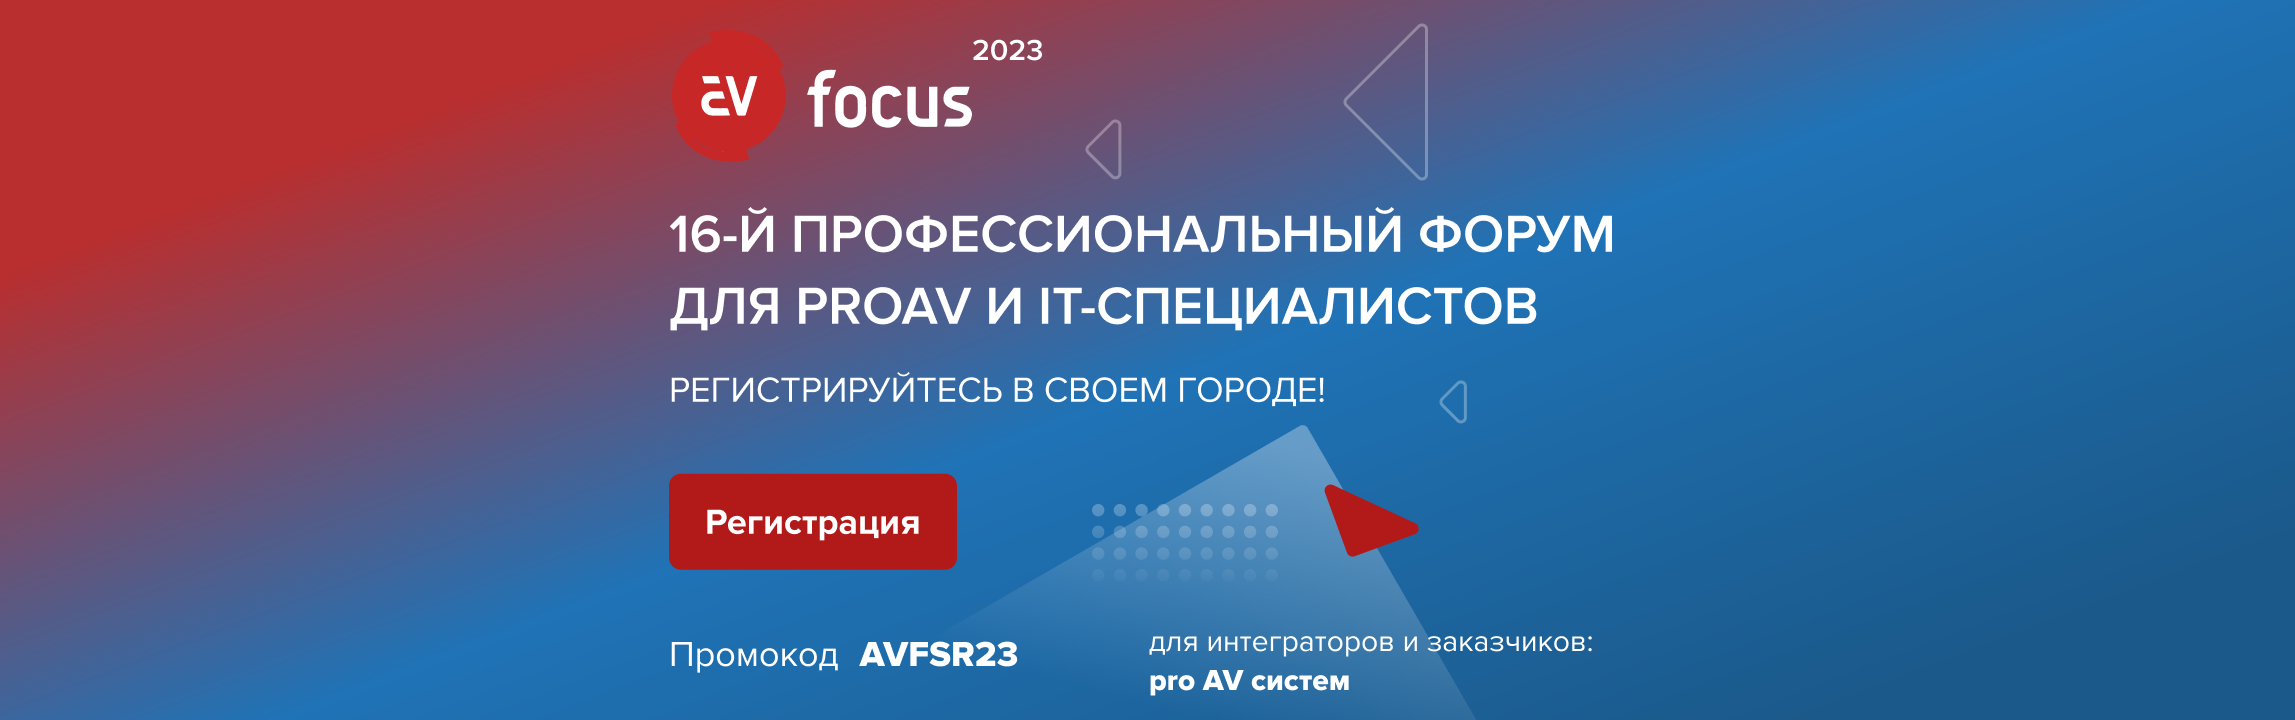 AV focus 2023
16-Й ПРОФЕССИОНАЛЬНЫЙ ФОРУМ
ДЛЯ PROAV И IT-СПЕЦИАЛИСТОВ
РЕГИСТРИРУЙТЕСЬ В СВОЕМ ГОРОДЕ!
Регистрация
Промокод AVFSR23
для интеграторов и заказчиков:
pro AV систем